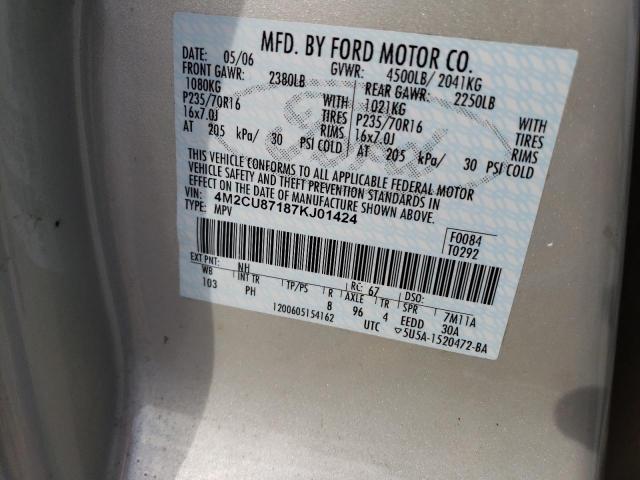 MFD. BY FORD MOTOR CO.
DATE: 05/06 GVWR: 4500LB/ 2041KG
FRONT GAWR: 2380LB REAR GAWR: 2250LB
1080KG WITH 1021KG WITH
P235/70R16 TIRES P235/70R16 TIRES
16x7.0J RIMS 16x7.0J RIMS
AT 205 kPa/ 30 PSI COLD AT 205 kPa/ 30 PSI COLD
Ford
THIS VEHICLE CONFORMS TO ALL APPLICABLE FEDERAL MOTOR
VEHICLE SAFETY AND THEFT PREVENTION STANDARDS IN
EFFECT ON THE DATE OF MANUFACTURE SHOWN ABOVE.
VIN: 4M2CU87187KJ01424
TYPE: MPV
F0084
T0292
EXT PNT: NH RC: 67 DSO:
WB INT TR TP/PS R AXLE TR SPR 7M11A
103 PH 8 96 4 EEDD 30A
1200605154162 UTC ▽5U5A-1520472-BA